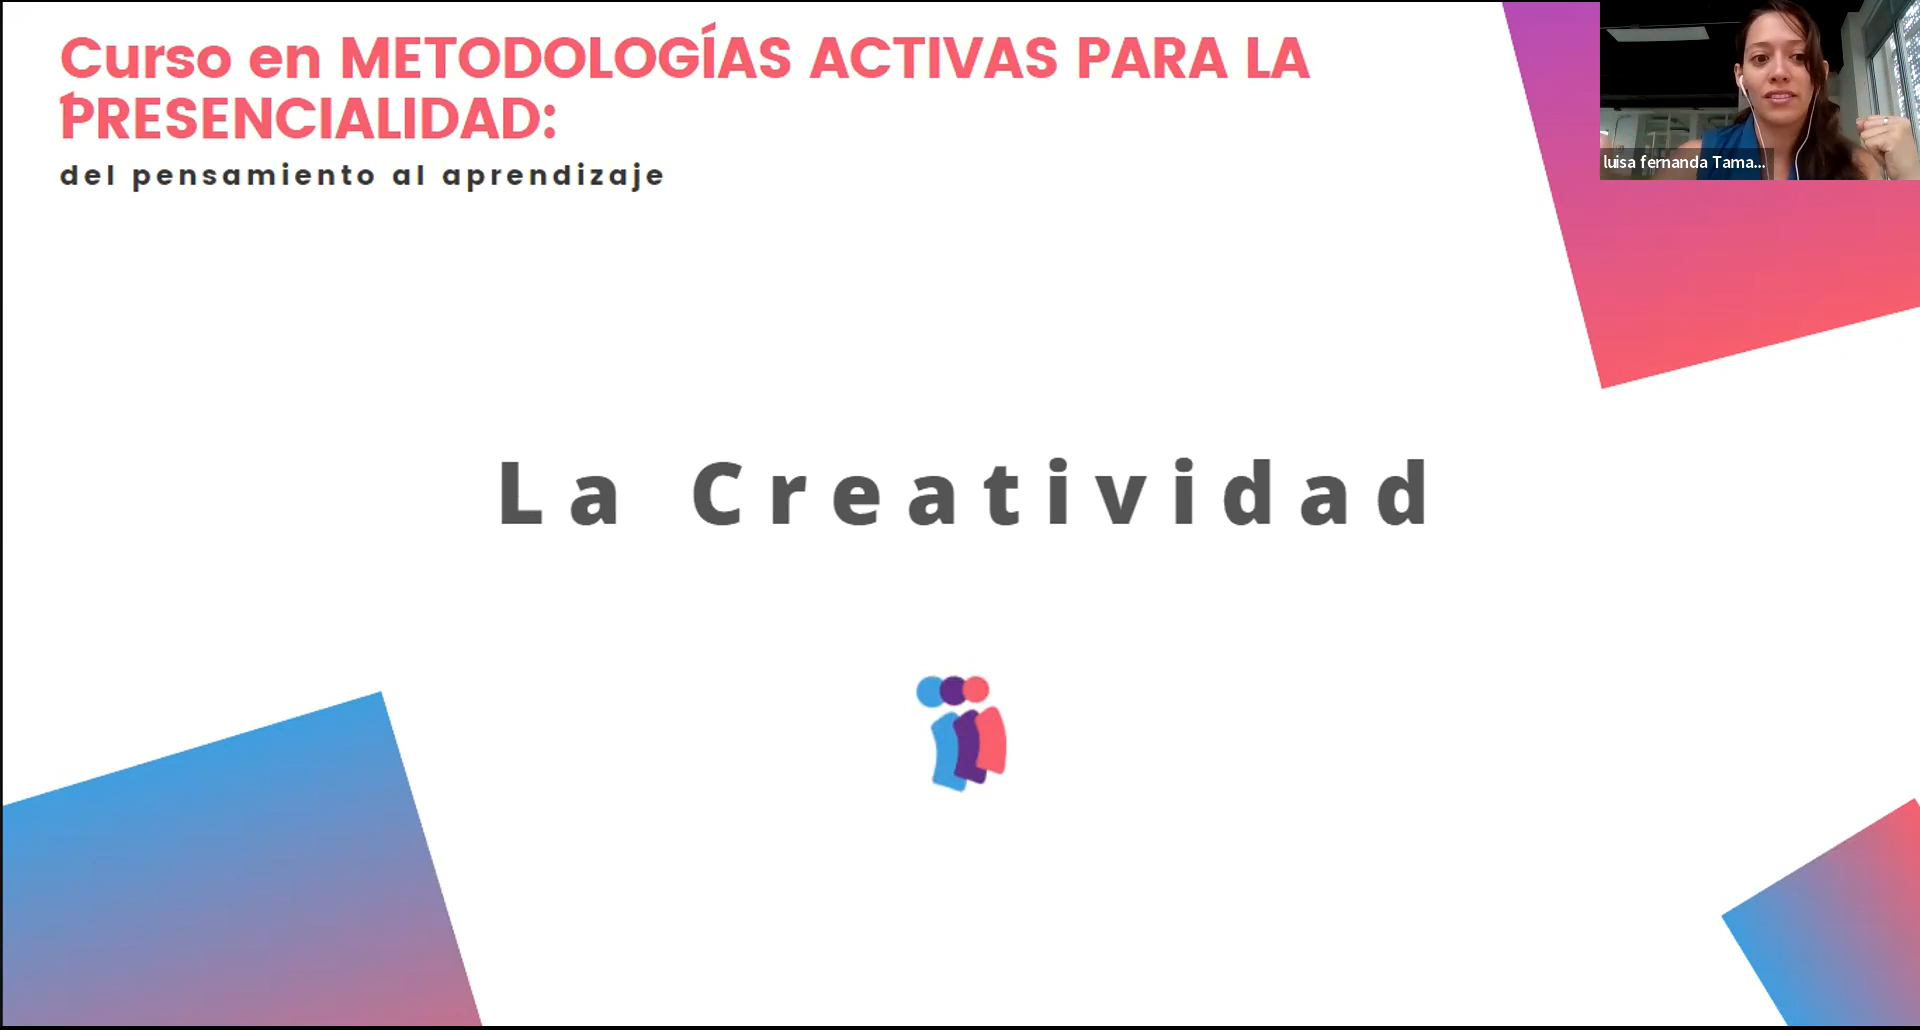 Curso en METODOLOGÍAS ACTIVAS PARA LA
PRESENCIALIDAD:
del pensamiento al aprendizaje
luisa fernanda Tama...
La Creatividad